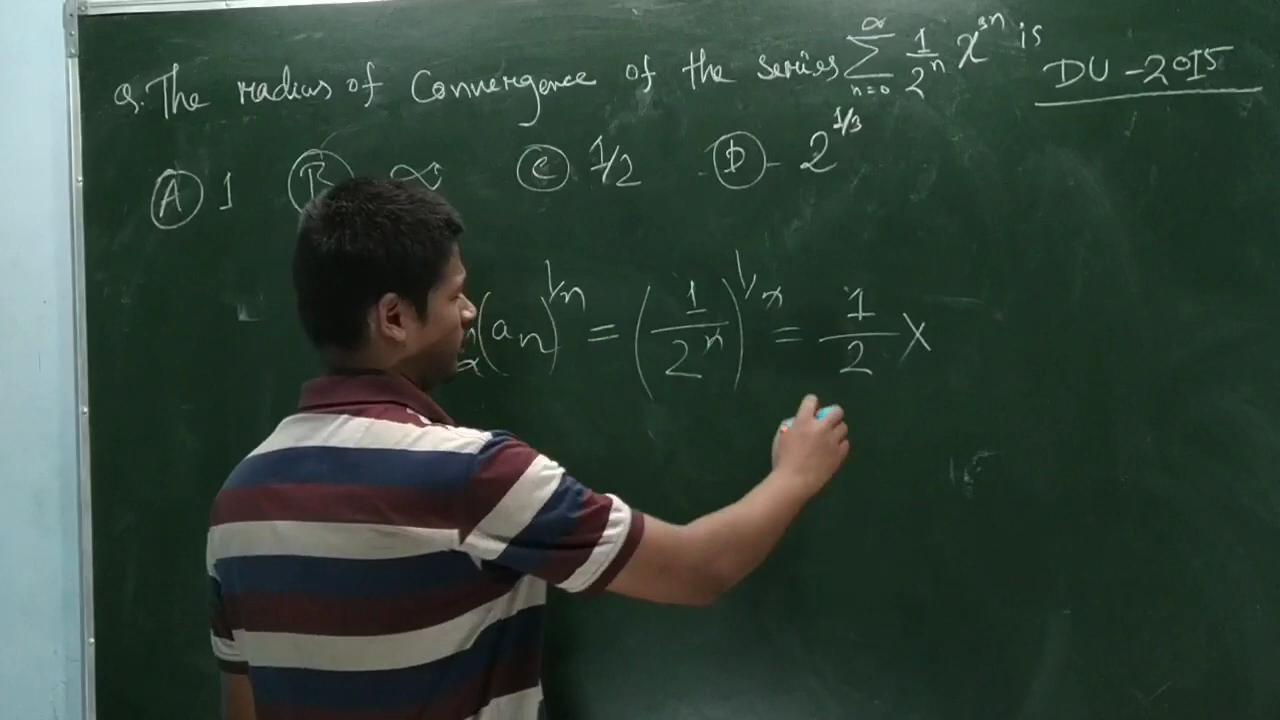 Q. The radius of Convergence of the series ∑_{n=0}^{∞} 1/2^n x^{3n} is DU-2015
(A) 1 (B) ∞ (C) 1/2 (D) - 2^{1/3}
(a_n)^{1/n} = (1/2^n)^{1/n} = 1/2 X